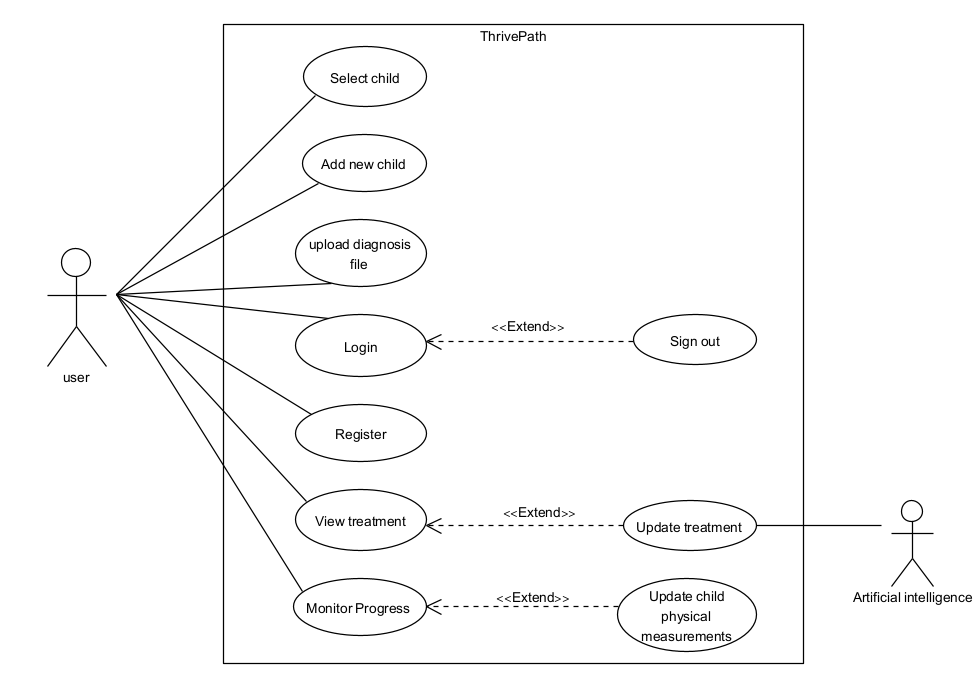 ThrivePath
Select child
Add new child
upload diagnosis
file
Login
<<Extend>>
Sign out
user
Register
View treatment
<<Extend>>
Update treatment
Artificial intelligence
Monitor Progress
<<Extend>>
Update child
physical
measurements